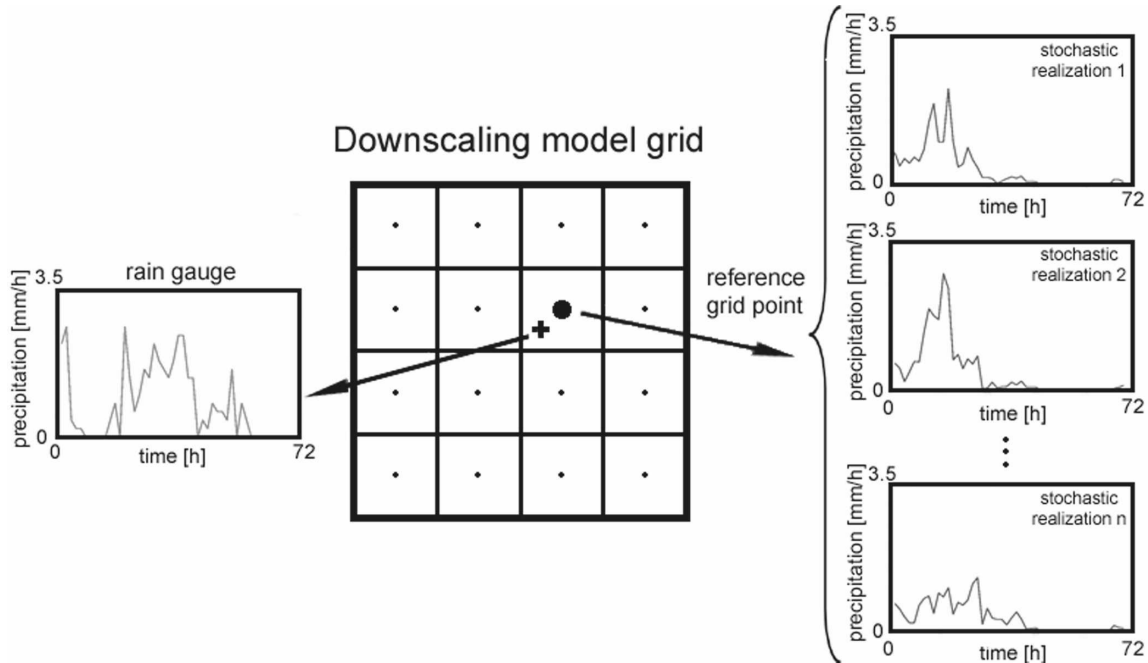 Downscaling model grid
rain gauge
precipitation [mm/h]
3.5
0
0
72
time [h]
reference
grid point
precipitation [mm/h]
3.5
0
stochastic
realization 1
0
72
time [h]
precipitation [mm/h]
3.5
0
stochastic
realization 2
0
72
time [h]
precipitation [mm/h]
3.5
0
stochastic
realization n
0
72
time [h]